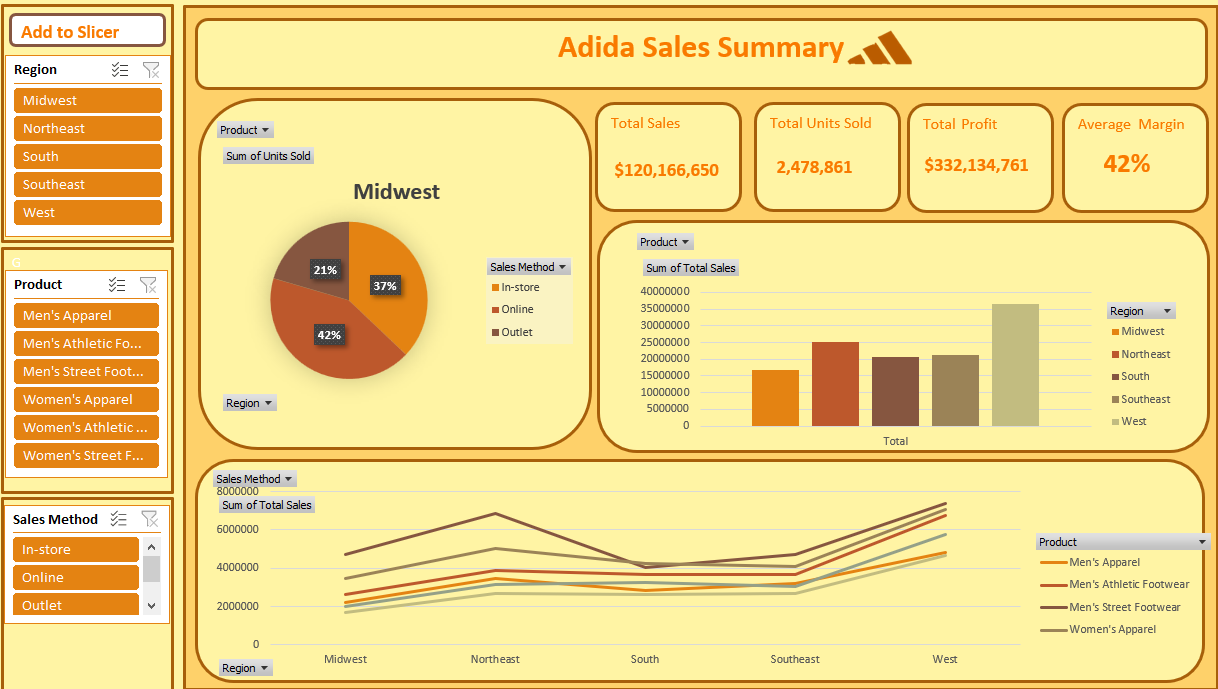 Add to Slicer
Region
Midwest
Northeast
South
Southeast
West
G
Product
Men's Apparel
Men's Athletic Fo...
Men's Street Foot...
Women's Apparel
Women's Athletic ...
Women's Street F...
Sales Method
In-store
Online
Outlet
Adida Sales Summary
Product
Sum of Units Sold
Midwest
21%
37%
42%
Sales Method
In-store
Online
Outlet
Region
Total Sales
$120,166,650
Total Units Sold
2,478,861
Total Profit
$332,134,761
Average Margin
42%
Product
Sum of Total Sales
40000000
35000000
30000000
25000000
20000000
15000000
10000000
5000000
0
Total
Region
Midwest
Northeast
South
Southeast
West
Sales Method
8000000
Sum of Total Sales
6000000
4000000
2000000
0
Midwest Northeast South Southeast West
Region
Product
Men's Apparel
Men's Athletic Footwear
Men's Street Footwear
Women's Apparel